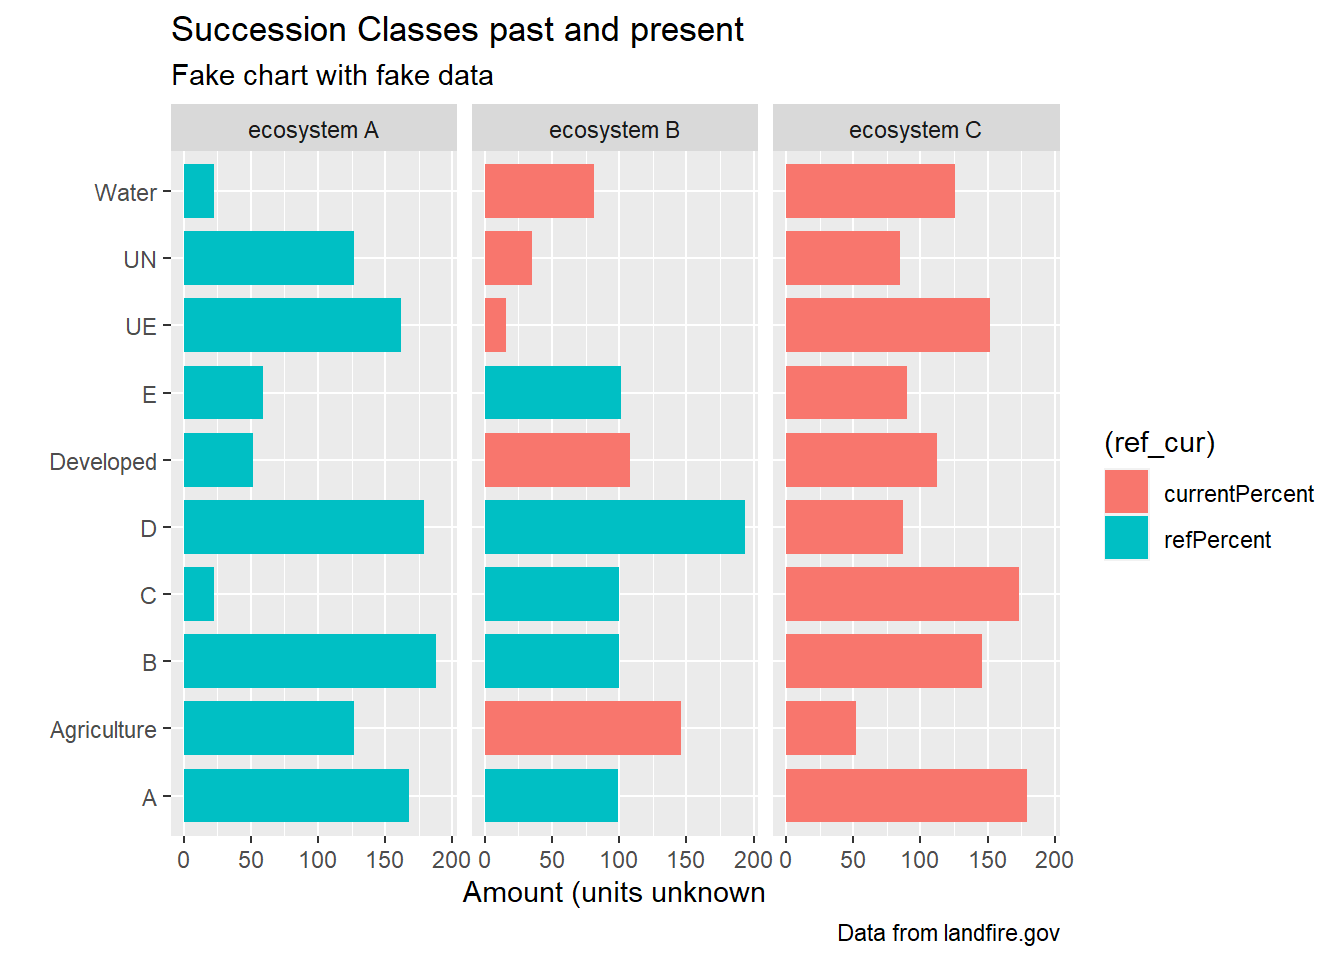 Succession Classes past and present
Fake chart with fake data
ecosystem A ecosystem B ecosystem C
Water
UN
UE
E
Developed
D
C
B
Agriculture
A
0 50 100 150 200 0 50 100 150 200 0 50 100 150 200
Amount (units unknown
Data from landfire.gov
(ref_cur)
currentPercent
refPercent